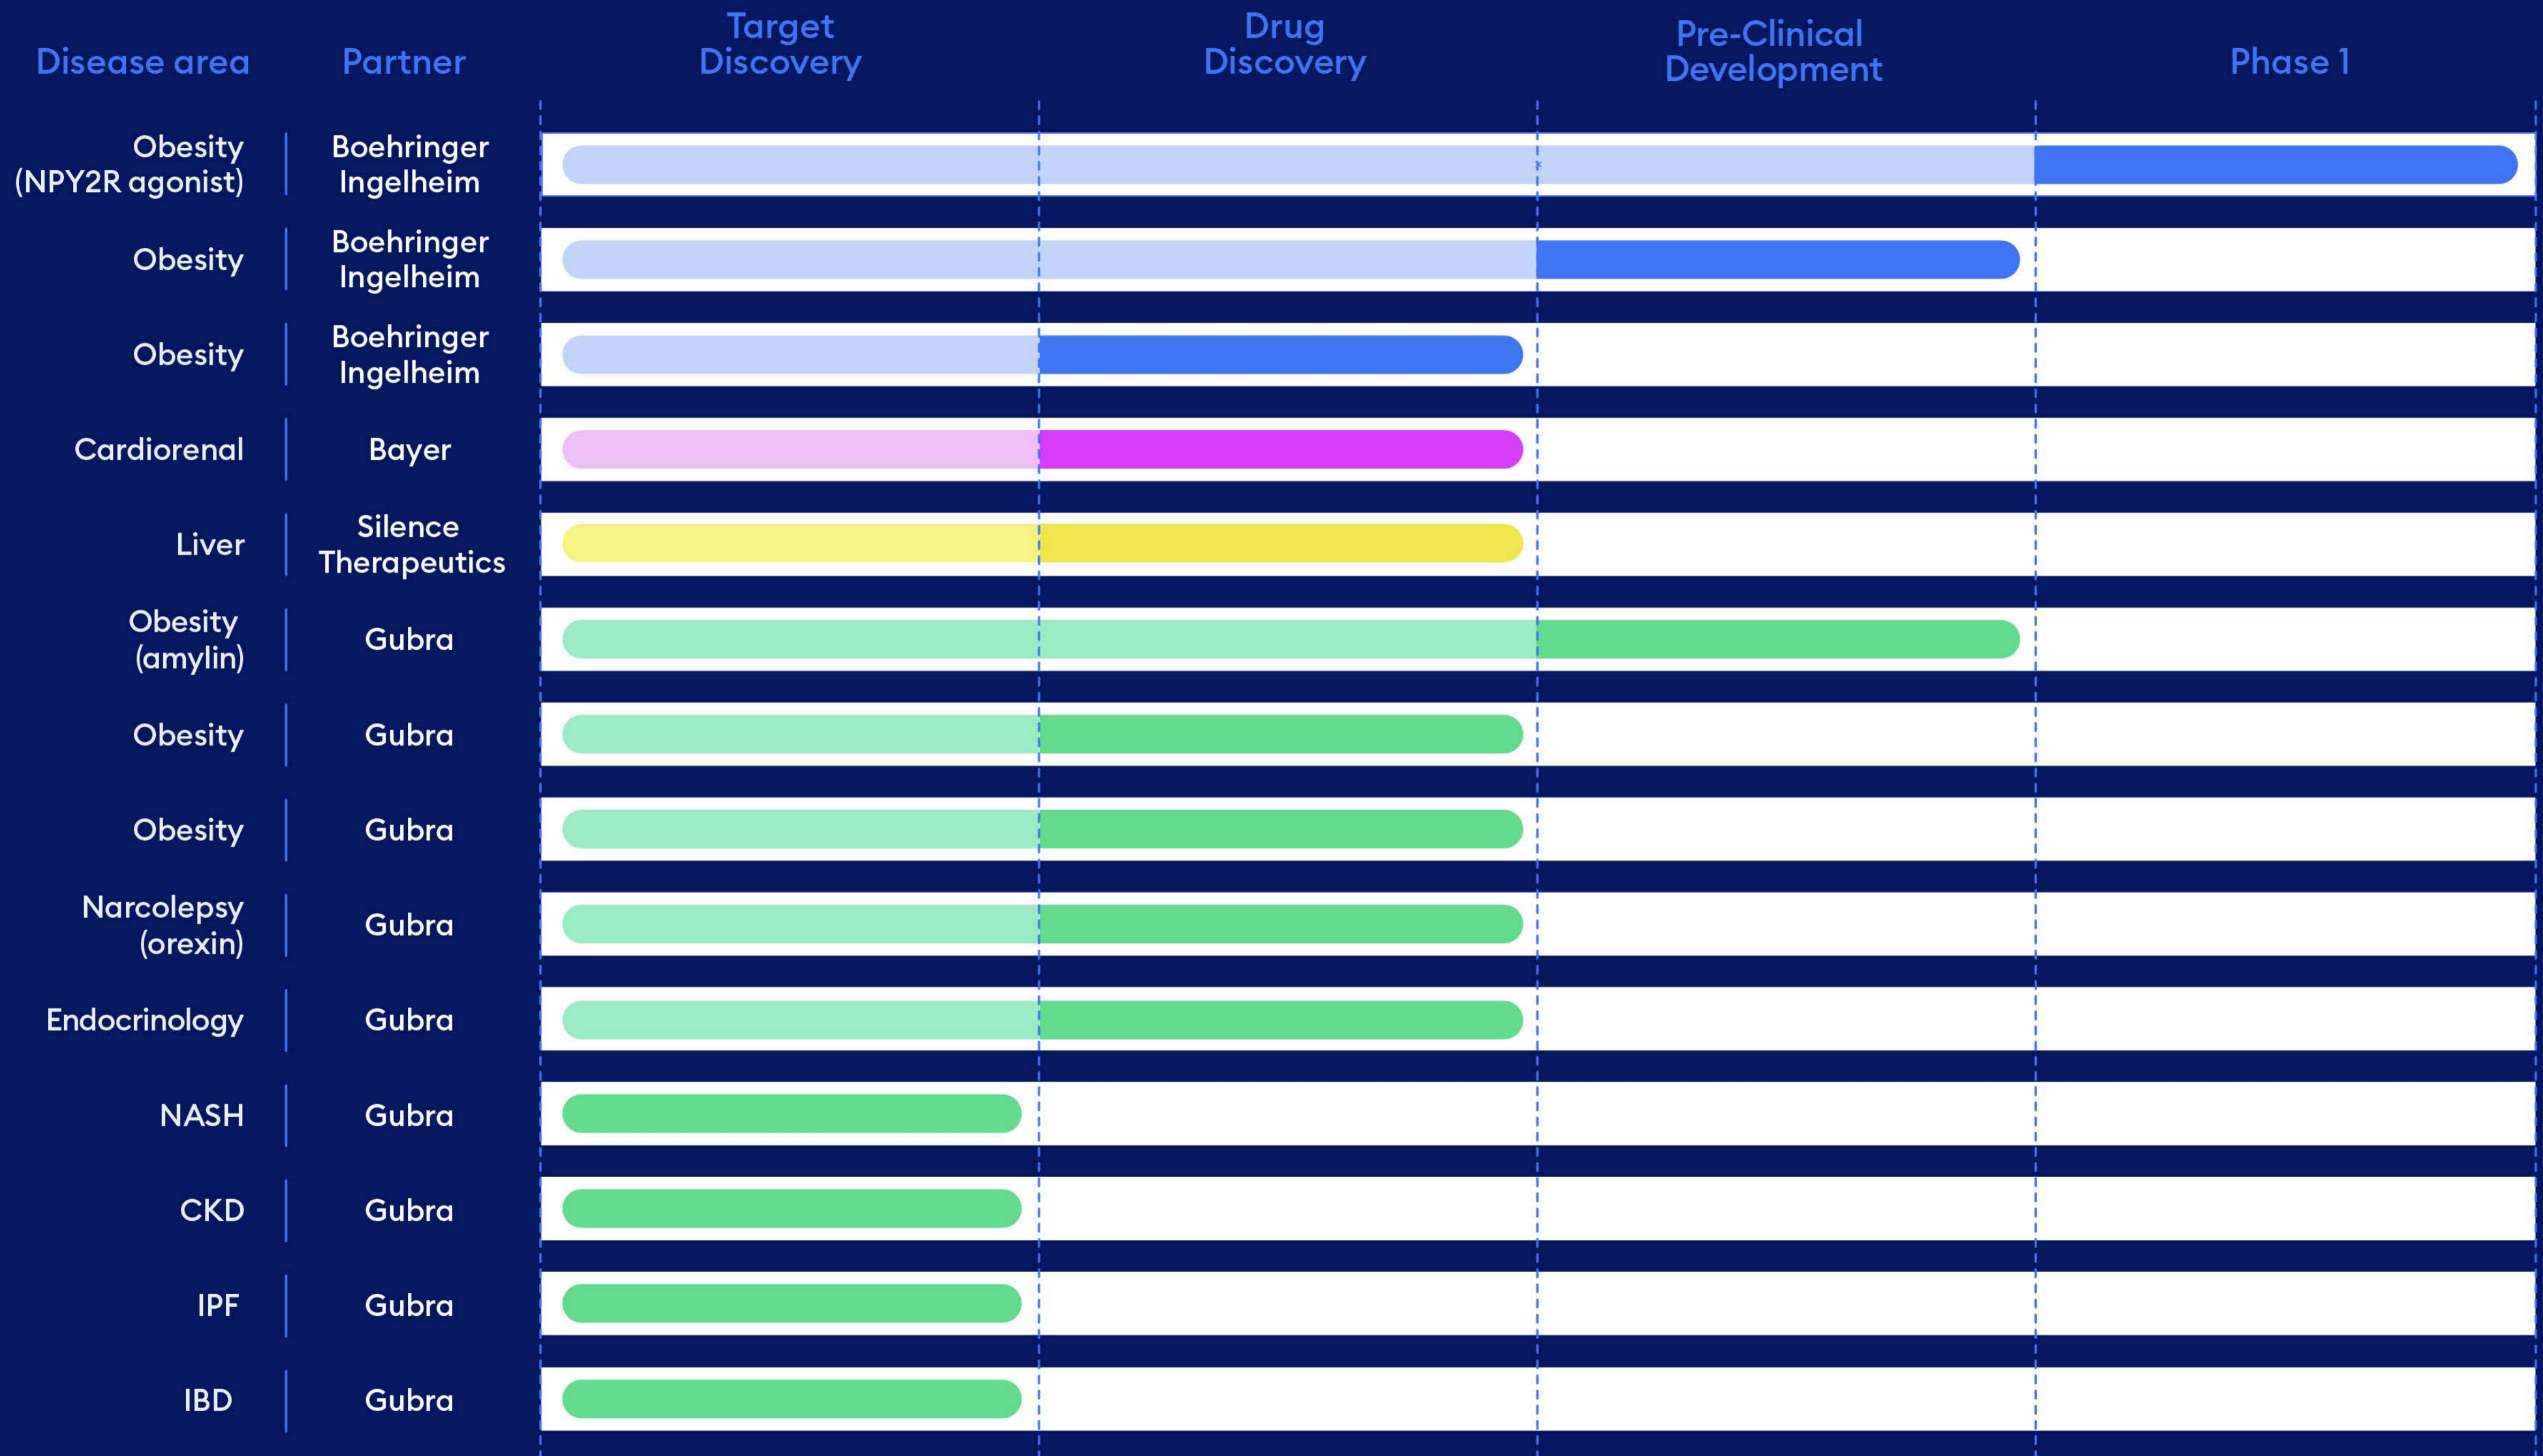 Disease area
Partner
Target
Discovery
Drug
Discovery
Pre-Clinical
Development
Phase 1
Obesity
(NPY2R agonist)
Boehringer
Ingelheim
Obesity
Boehringer
Ingelheim
Obesity
Boehringer
Ingelheim
Cardiorenal
Bayer
Liver
Silence
Therapeutics
Obesity
(amylin)
Gubra
Obesity
Gubra
Obesity
Gubra
Narcolepsy
(orexin)
Gubra
Endocrinology
Gubra
NASH
Gubra
CKD
Gubra
IPF
Gubra
IBD
Gubra